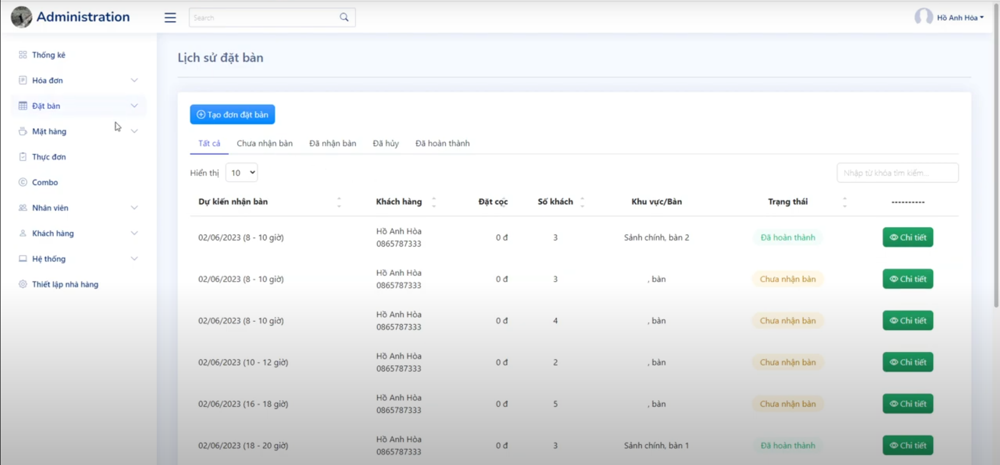 Administration
Search
Hồ Anh Hòa
Thống kê
Hóa đơn
Đặt bàn
Mặt hàng
Thực đơn
Combo
Nhân viên
Khách hàng
Hệ thống
Thiết lập nhà hàng
Lịch sử đặt bàn
Tạo đơn đặt bàn
Tất cả Chưa nhận bàn Đã nhận bàn Đã hủy Đã hoàn thành
Hiển thị 10 Nhập từ khóa tìm kiếm...
Dự kiến nhận bàn Khách hàng Đặt cọc Số khách Khu vực/Bàn Trạng thái ----------
02/06/2023 (8 - 10 giờ) Hồ Anh Hòa 0 đ 3 Sảnh chính, bàn 2 Đã hoàn thành Chi tiết
0865787333
02/06/2023 (8 - 10 giờ) Hồ Anh Hòa 0 đ 3 , bàn Chưa nhận bàn Chi tiết
0865787333
02/06/2023 (8 - 10 giờ) Hồ Anh Hòa 0 đ 4 , bàn Chưa nhận bàn Chi tiết
0865787333
02/06/2023 (10 - 12 giờ) Hồ Anh Hòa 0 đ 2 , bàn Chưa nhận bàn Chi tiết
0865787333
02/06/2023 (16 - 18 giờ) Hồ Anh Hòa 0 đ 5 , bàn Chưa nhận bàn Chi tiết
0865787333
02/06/2023 (18 - 20 giờ) Hồ Anh Hòa 0 đ 3 Sảnh chính, bàn 1 Đã hoàn thành Chi tiết
0865787333